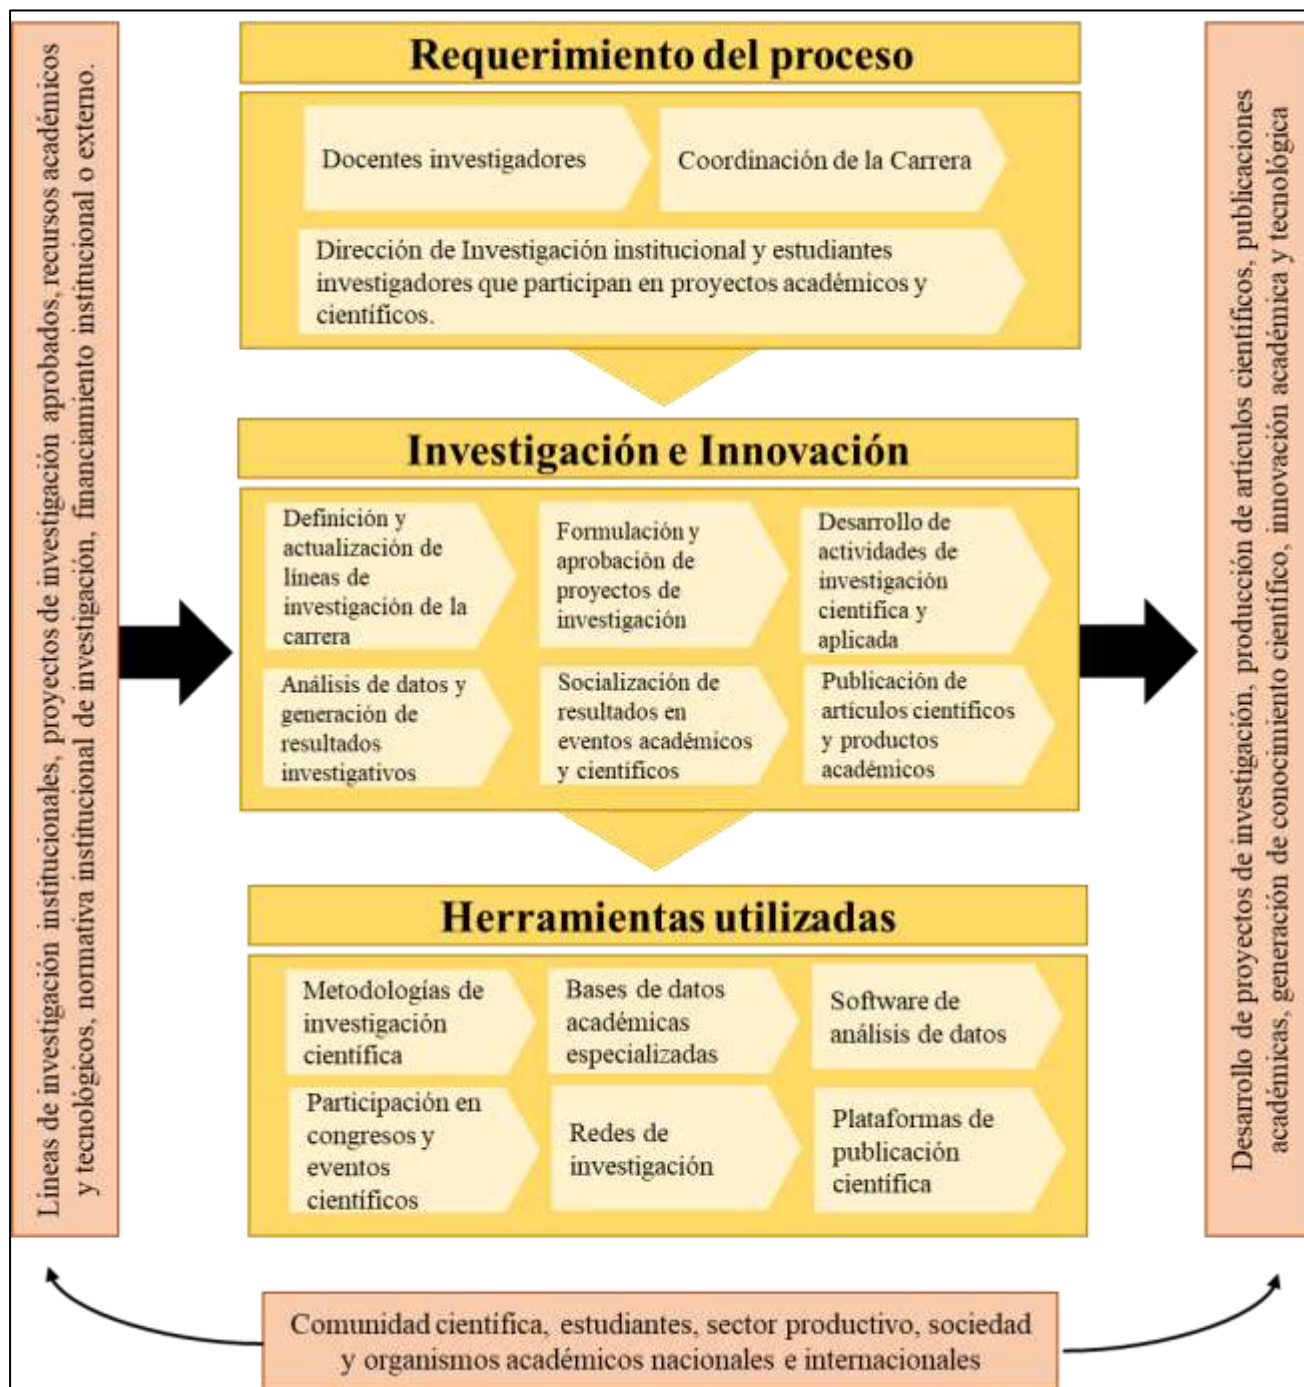 Líneas de investigación institucionales, proyectos de investigación aprobados, recursos académicos
y tecnológicos, normativa institucional de investigación, financiamiento institucional o externo.
Requerimiento del proceso
Docentes investigadores
Coordinación de la Carrera
Dirección de Investigación institucional y estudiantes
investigadores que participan en proyectos académicos y
científicos.
Investigación e Innovación
Definición y
actualización de
líneas de
investigación de la
carrera
Formulación y
aprobación de
proyectos de
investigación
Desarrollo de
actividades de
investigación
científica y
aplicada
Análisis de datos y
generación de
resultados
investigativos
Socialización de
resultados en
eventos académicos
y científicos
Publicación de
artículos científicos
y productos
académicos
Herramientas utilizadas
Metodologías de
investigación
científica
Bases de datos
académicas
especializadas
Software de
análisis de datos
Participación en
congresos y
eventos
científicos
Redes de
investigación
Plataformas de
publicación
científica
Desarrollo de proyectos de investigación, producción de artículos científicos, publicaciones
académicas, generación de conocimiento científico, innovación académica y tecnológica
Comunidad científica, estudiantes, sector productivo, sociedad
y organismos académicos nacionales e internacionales